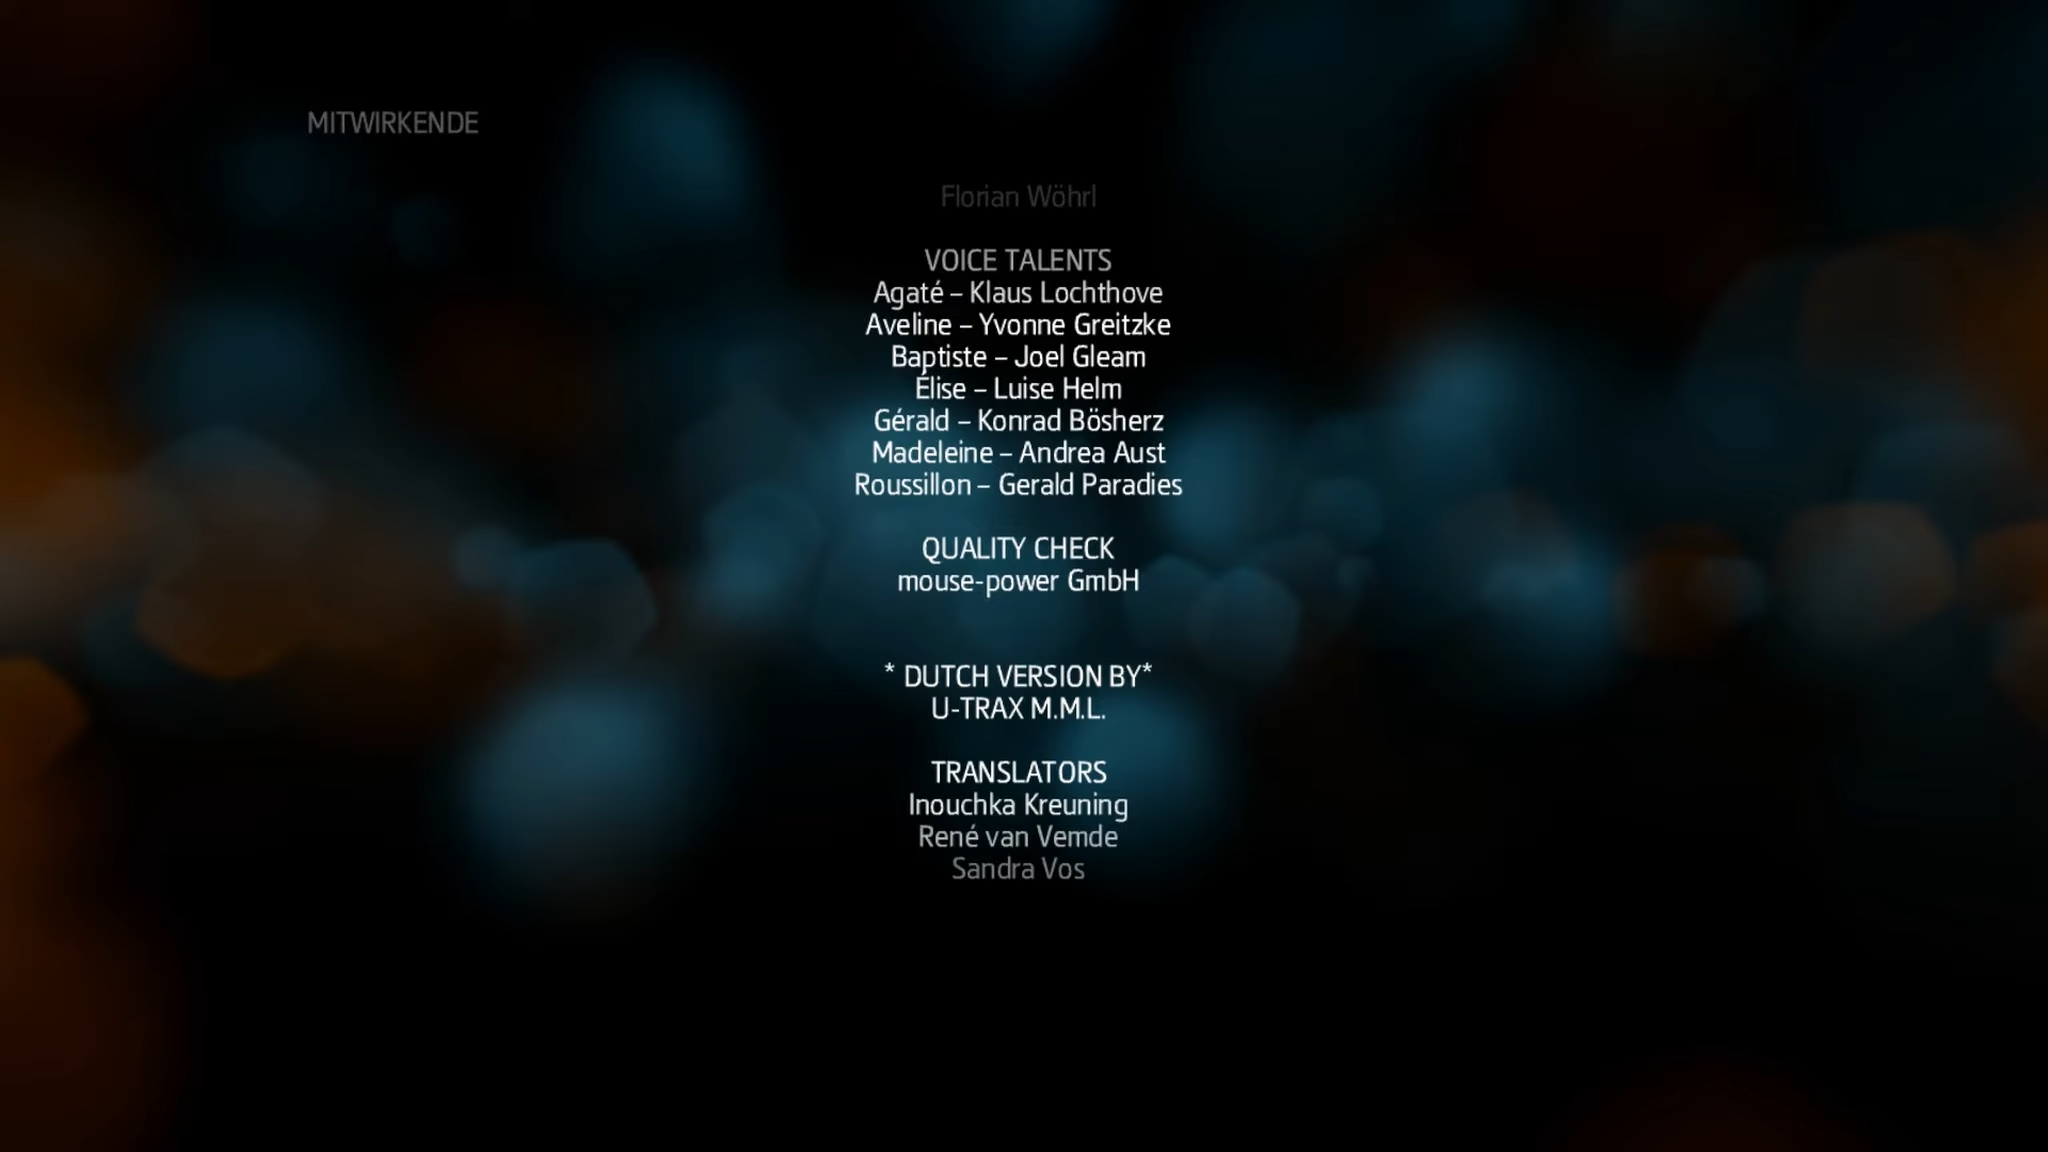 MITWIRKENDE
Florian Wöhrl
VOICE TALENTS
Agaté – Klaus Lochthove
Aveline – Yvonne Greitzke
Baptiste – Joel Gleam
Élise – Luise Helm
Gérald – Konrad Bösherz
Madeleine – Andrea Aust
Roussillon – Gerald Paradies
QUALITY CHECK
mouse-power GmbH
* DUTCH VERSION BY*
U-TRAX M.M.L.
TRANSLATORS
Inouchka Kreuning
René van Vemde
Sandra Vos